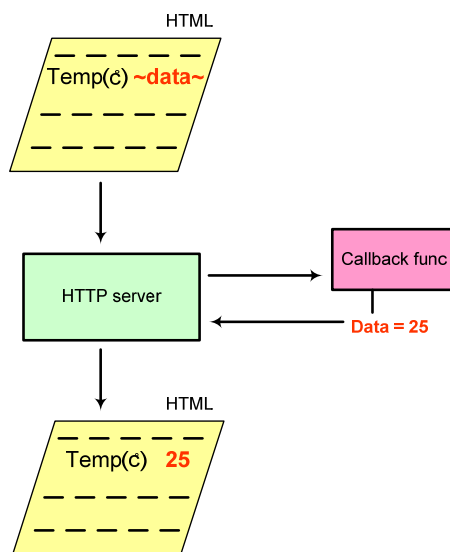 HTML
Temp(c̊) ~data~
HTTP server
Callback func
Data = 25
HTML
Temp(c̊) 25